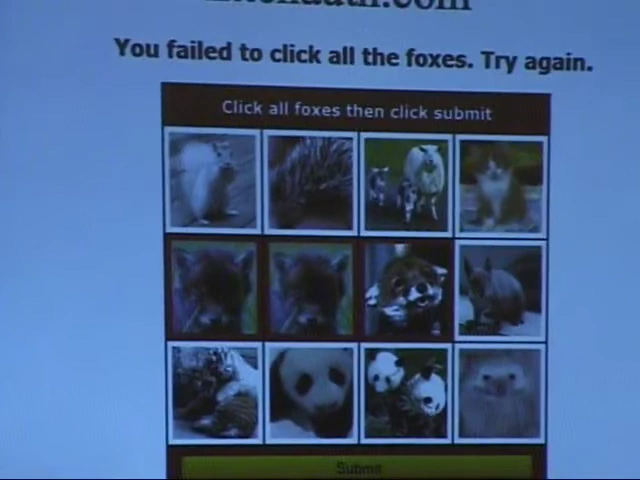 You failed to click all the foxes. Try again.
Click all foxes then click submit
Submit